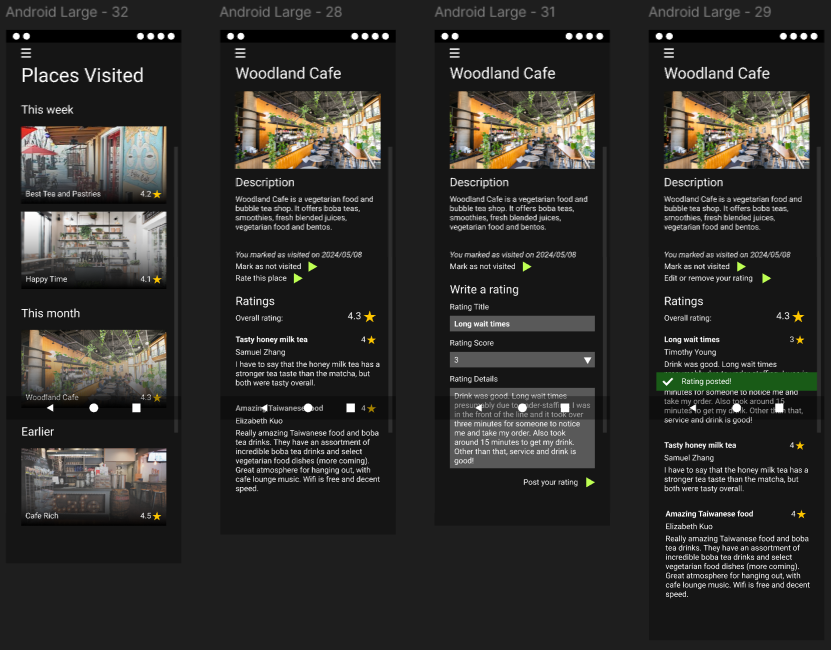 Android Large - 32
Places Visited
This week
Best Tea and Pastries
4.2
Happy Time
4.1
This month
Woodland Cafe
4.3
Earlier
Cafe Rich
4.5
Android Large - 28
Woodland Cafe
Description
Woodland Cafe is a vegetarian food and
bubble tea shop. It offers boba teas,
smoothies, fresh blended juices,
vegetarian food and bentos.
You marked as visited on 2024/05/08
Mark as not visited
Rate this place
Ratings
Overall rating:
4.3
Tasty honey milk tea
4
Samuel Zhang
I have to say that the honey milk tea has a
stronger tea taste than the matcha, but
both were tasty overall.
Amazing Taiwanese food
4
Elizabeth Kuo
Really amazing Taiwanese food and boba
tea drinks. They have an assortment of
incredible boba tea drinks and select
vegetarian food dishes (more coming).
Great atmosphere for hanging out, with
cafe lounge music. Wifi is free and decent
speed.
Android Large - 31
Woodland Cafe
Description
Woodland Cafe is a vegetarian food and
bubble tea shop. It offers boba teas,
smoothies, fresh blended juices,
vegetarian food and bentos.
You marked as visited on 2024/05/08
Mark as not visited
Write a rating
Rating Title
Long wait times
Rating Score
3
Rating Details
Drink was good. Long wait times
presumably due to under-staffing. I was
in the front of the line and it took over
three minutes for someone to notice
me and take my order. Also took
around 15 minutes to get my drink.
Other than that, service and drink is
good!
Post your rating
Android Large - 29
Woodland Cafe
Description
Woodland Cafe is a vegetarian food and
bubble tea shop. It offers boba teas,
smoothies, fresh blended juices,
vegetarian food and bentos.
You marked as visited on 2024/05/08
Mark as not visited
Edit or remove your rating
Ratings
Overall rating:
4.3
Long wait times
3
Timothy Young
Drink was good. Long wait times
Rating posted!
minutes for someone to notice me and
take my order. Also took around 15
minutes to get my drink. Other than that,
service and drink is good!
Tasty honey milk tea
4
Samuel Zhang
I have to say that the honey milk tea has a
stronger tea taste than the matcha, but
both were tasty overall.
Amazing Taiwanese food
4
Elizabeth Kuo
Really amazing Taiwanese food and boba
tea drinks. They have an assortment of
incredible boba tea drinks and select
vegetarian food dishes (more coming).
Great atmosphere for hanging out, with
cafe lounge music. Wifi is free and decent
speed.